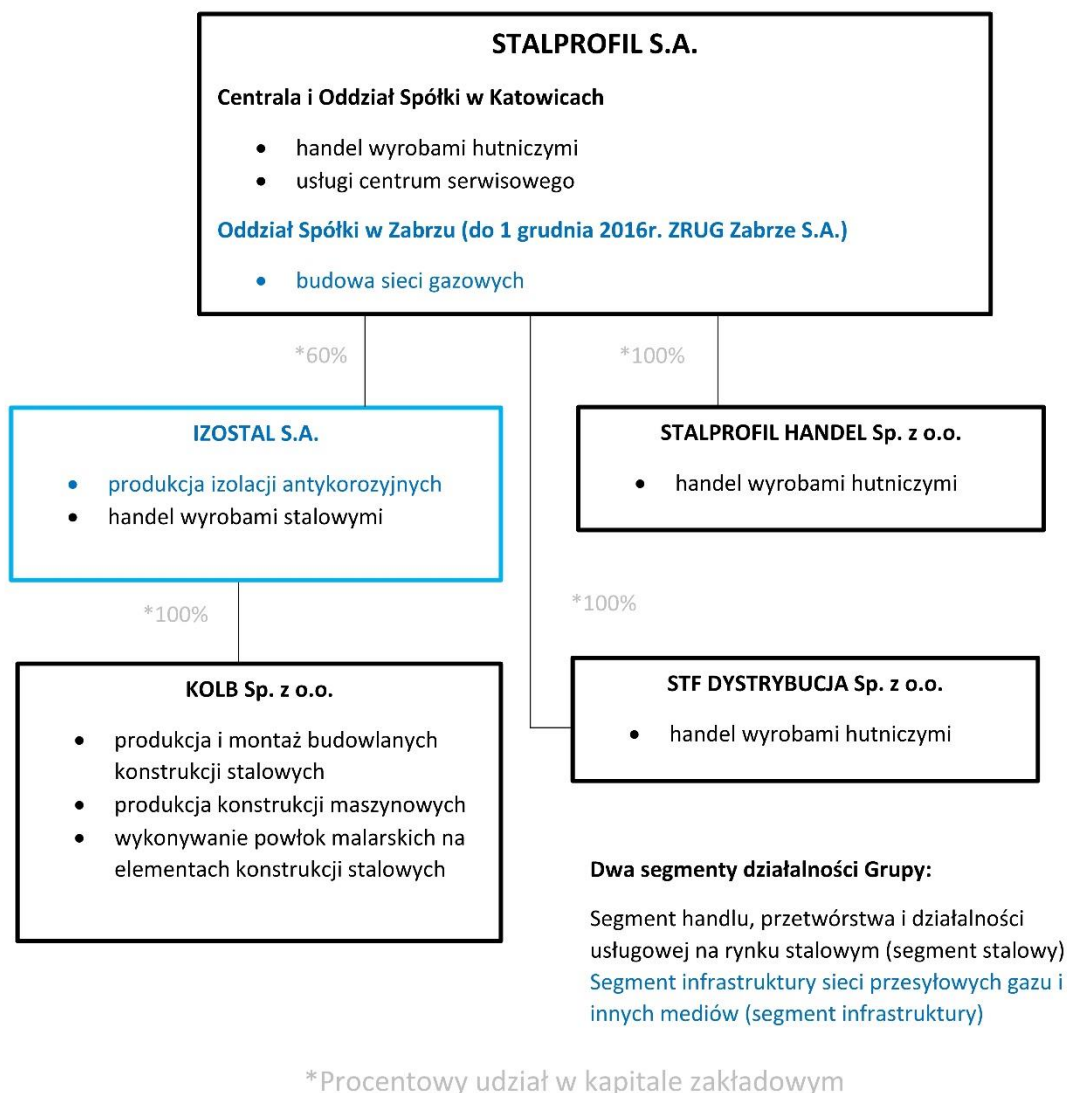 STALPROFIL S.A.
Centrala i Oddział Spółki w Katowicach
• handel wyrobami hutniczymi
• usługi centrum serwisowego
Oddział Spółki w Zabrzu (do 1 grudnia 2016r. ZRUG Zabrze S.A.)
• budowa sieci gazowych
*60%
*100%
IZOSTAL S.A.
• produkcja izolacji antykorozyjnych
• handel wyrobami stalowymi
STALPROFIL HANDEL Sp. z o.o.
• handel wyrobami hutniczymi
*100%
*100%
KOLB Sp. z o.o.
• produkcja i montaż budowlanych
konstrukcji stalowych
• produkcja konstrukcji maszynowych
• wykonywanie powłok malarskich na
elementach konstrukcji stalowych
STF DYSTRYBUCJA Sp. z o.o.
• handel wyrobami hutniczymi
Dwa segmenty działalności Grupy:
Segment handlu, przetwórstwa i działalności
usługowej na rynku stalowym (segment stalowy)
Segment infrastruktury sieci przesyłowych gazu i
innych mediów (segment infrastruktury)
*Procentowy udział w kapitale zakładowym